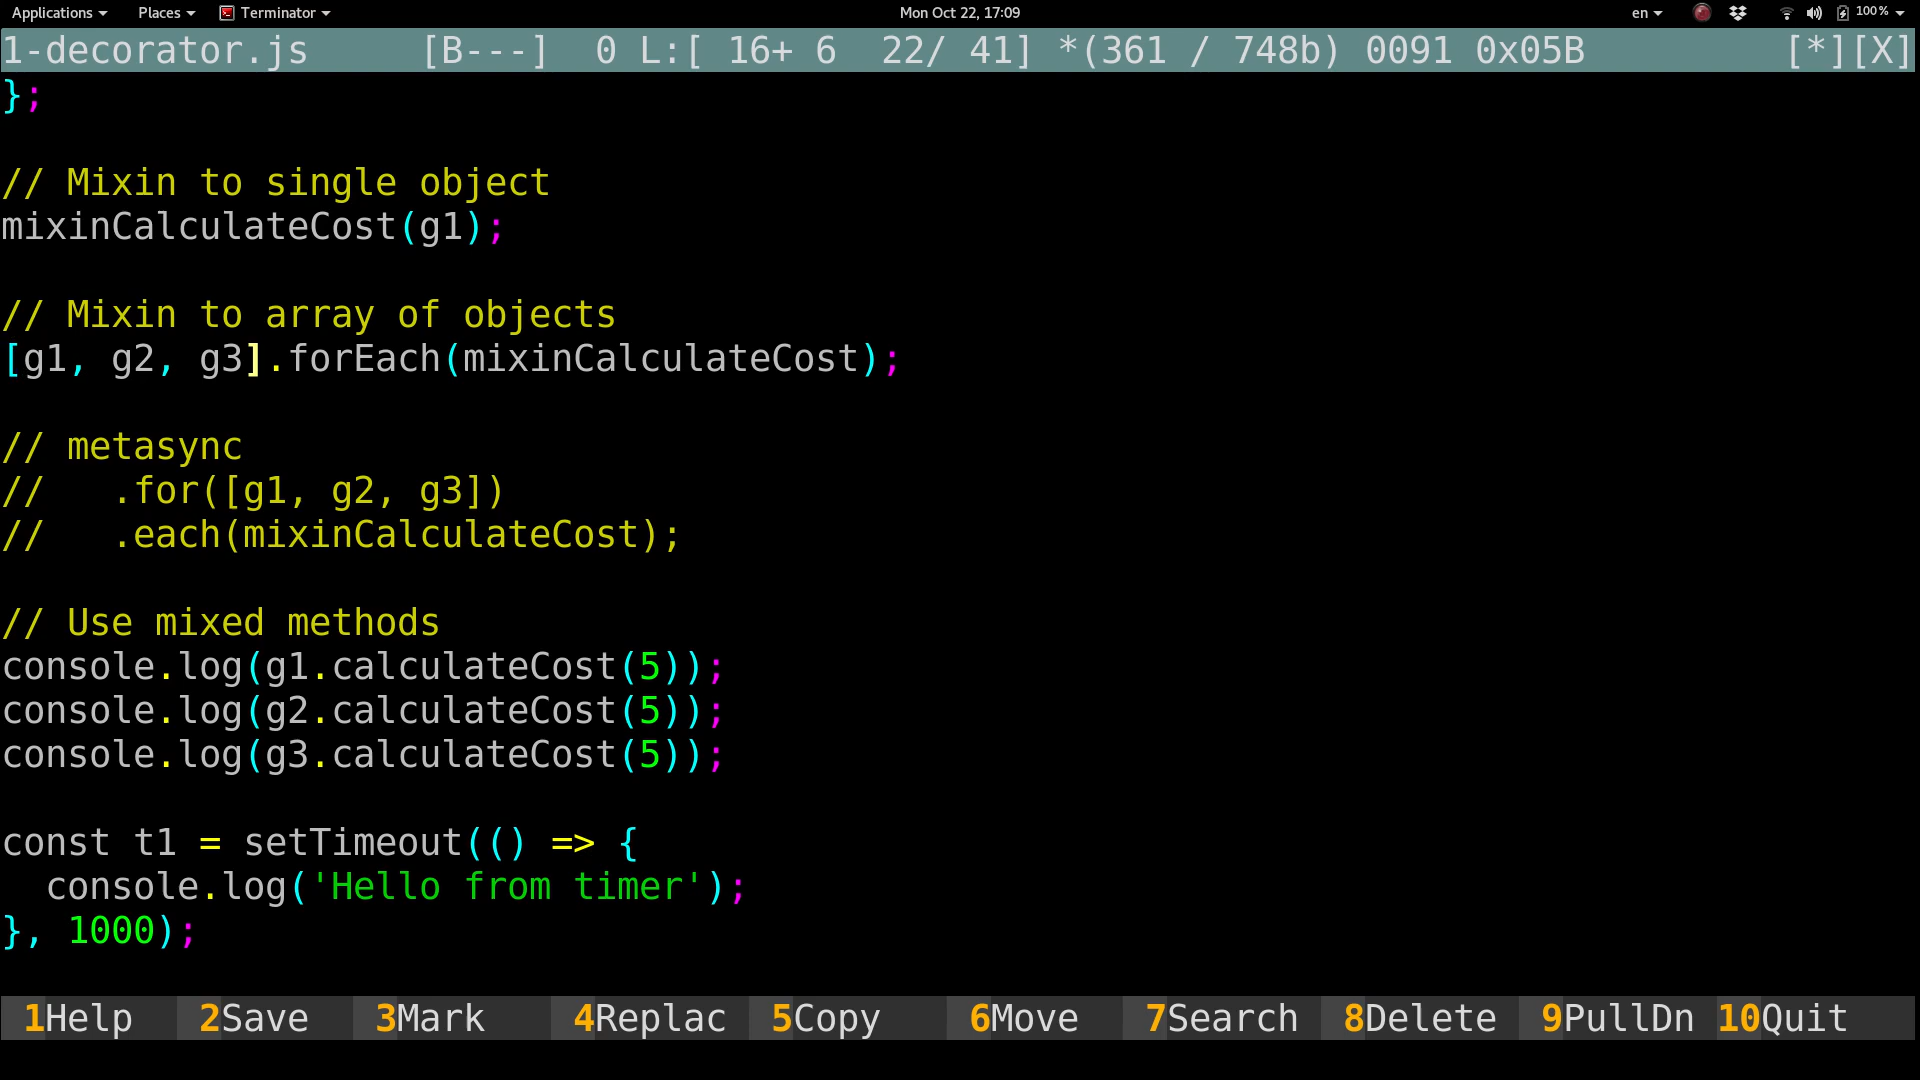 Applications Places Terminator Mon Oct 22, 17:09 en 100%
1-decorator.js [B---] 0 L:[ 16+ 6 22/ 41] *(361 / 748b) 0091 0x05B [*][X]
};
// Mixin to single object
mixinCalculateCost(g1);
// Mixin to array of objects
[g1, g2, g3].forEach(mixinCalculateCost);
// metasync
//   .for([g1, g2, g3])
//   .each(mixinCalculateCost);
// Use mixed methods
console.log(g1.calculateCost(5));
console.log(g2.calculateCost(5));
console.log(g3.calculateCost(5));
const t1 = setTimeout(() => {
  console.log('Hello from timer');
}, 1000);
1Help 2Save 3Mark 4Replac 5Copy 6Move 7Search 8Delete 9PullDn 10Quit